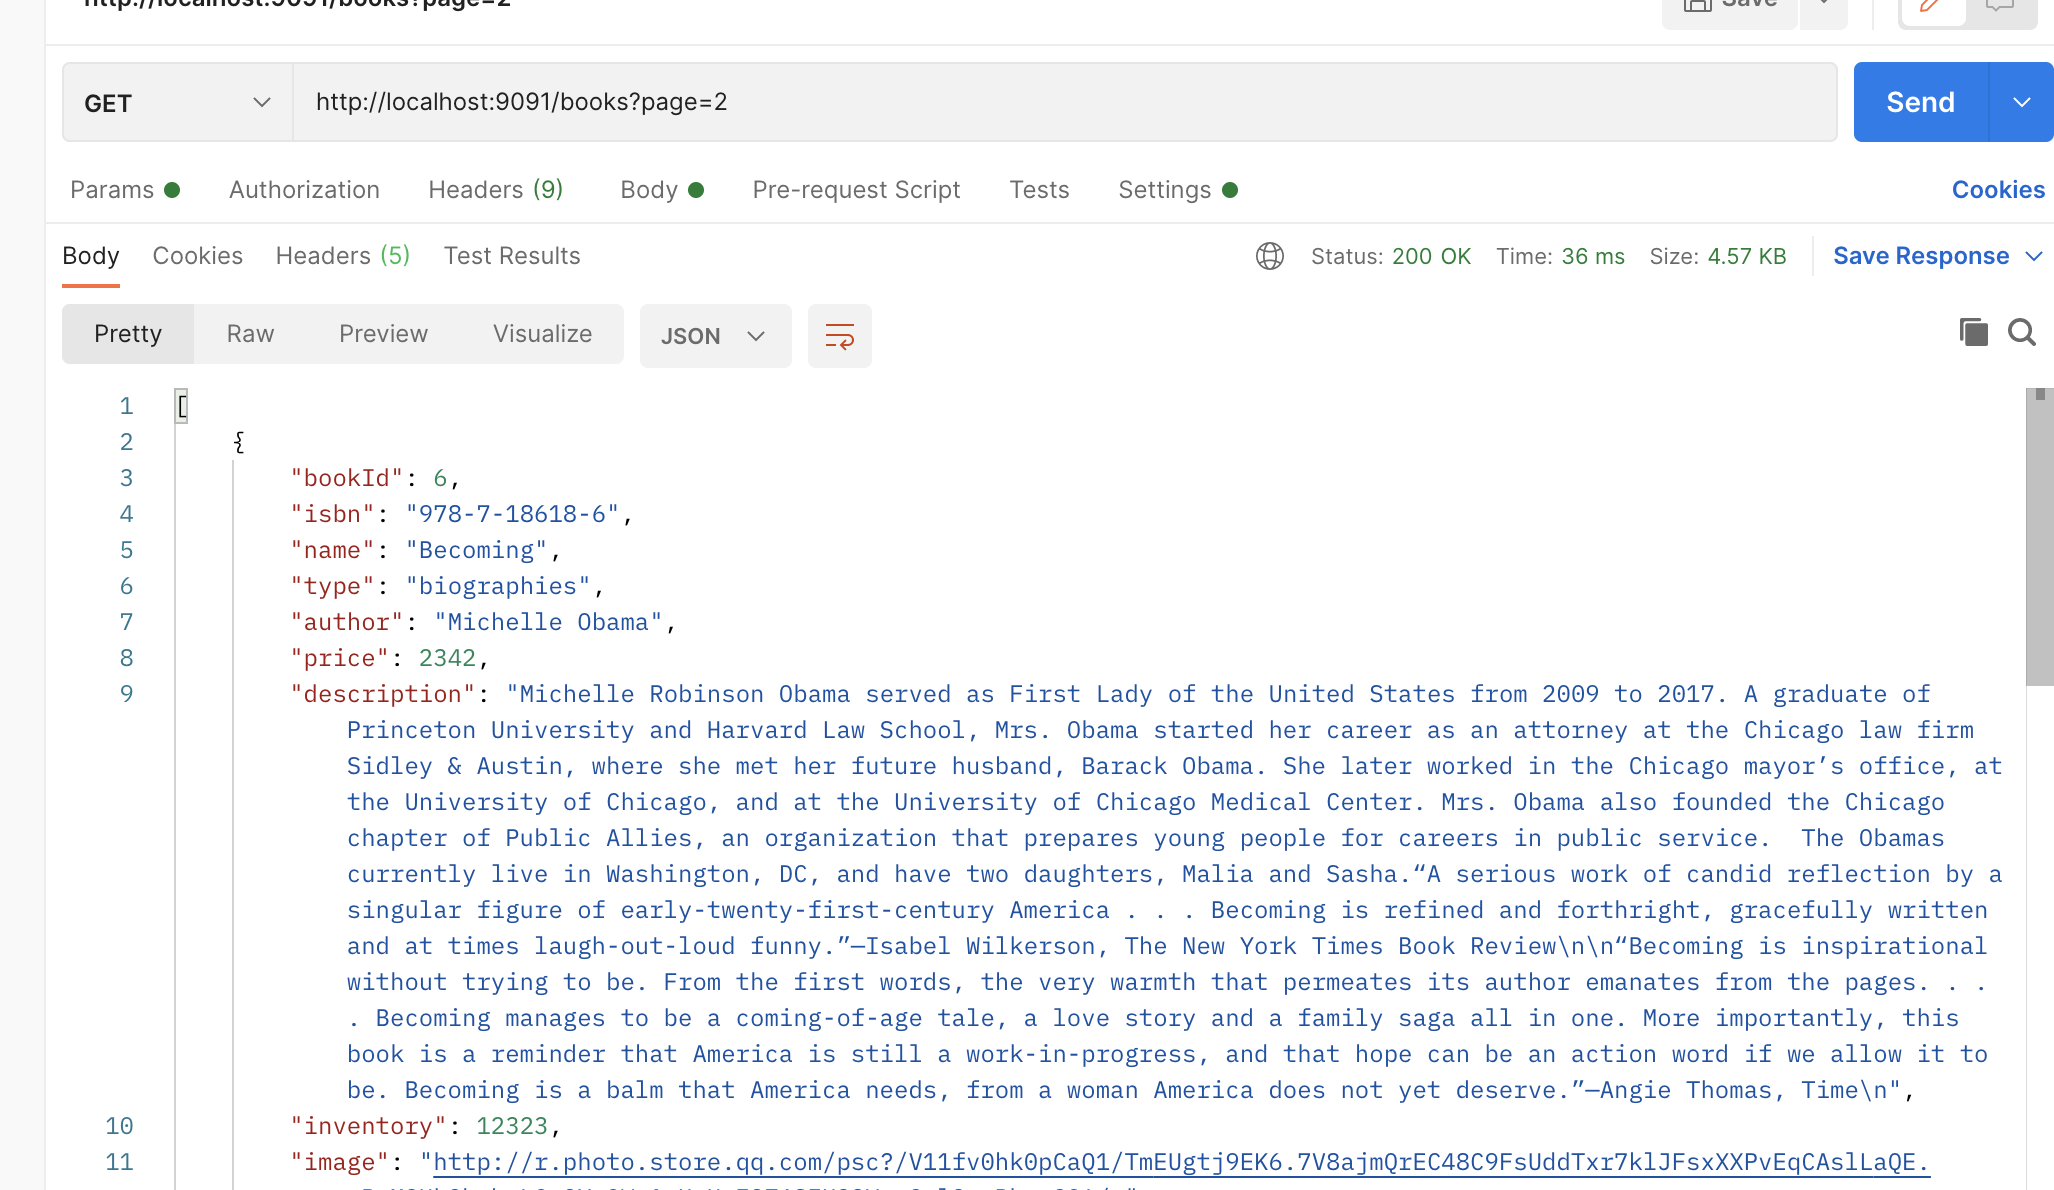 http://localhost:9091/books?page=2
Save
GET
http://localhost:9091/books?page=2
Send
Params
Authorization
Headers (9)
Body
Pre-request Script
Tests
Settings
Cookies
Body
Cookies
Headers (5)
Test Results
Status: 200 OK
Time: 36 ms
Size: 4.57 KB
Save Response
Pretty
Raw
Preview
Visualize
JSON
1 [
2 {
3 "bookId": 6,
4 "isbn": "978-7-18618-6",
5 "name": "Becoming",
6 "type": "biographies",
7 "author": "Michelle Obama",
8 "price": 2342,
9 "description": "Michelle Robinson Obama served as First Lady of the United States from 2009 to 2017. A graduate of
Princeton University and Harvard Law School, Mrs. Obama started her career as an attorney at the Chicago law firm
Sidley & Austin, where she met her future husband, Barack Obama. She later worked in the Chicago mayor’s office, at
the University of Chicago, and at the University of Chicago Medical Center. Mrs. Obama also founded the Chicago
chapter of Public Allies, an organization that prepares young people for careers in public service.  The Obamas
currently live in Washington, DC, and have two daughters, Malia and Sasha.“A serious work of candid reflection by a
singular figure of early-twenty-first-century America . . . Becoming is refined and forthright, gracefully written
and at times laugh-out-loud funny.”—Isabel Wilkerson, The New York Times Book Review\n\n“Becoming is inspirational
without trying to be. From the first words, the very warmth that permeates its author emanates from the pages. . .
. Becoming manages to be a coming-of-age tale, a love story and a family saga all in one. More importantly, this
book is a reminder that America is still a work-in-progress, and that hope can be an action word if we allow it to
be. Becoming is a balm that America needs, from a woman America does not yet deserve.”—Angie Thomas, Time\n",
10 "inventory": 12323,
11 "image": "http://r.photo.store.qq.com/psc?/V11fv0hk0pCaQ1/TmEUgtj9EK6.7V8ajmQrEC48C9FsUddTxr7klJFsxXXPvEqCAslLaQE.